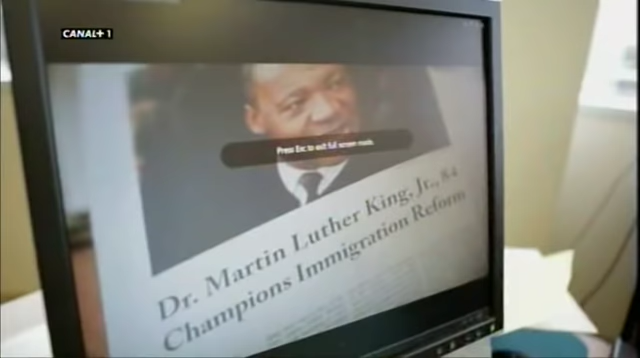 CANAL+ 1
Press Esc to exit full screen mode.
Dr. Martin Luther King, Jr., 84
Champions Immigration Reform